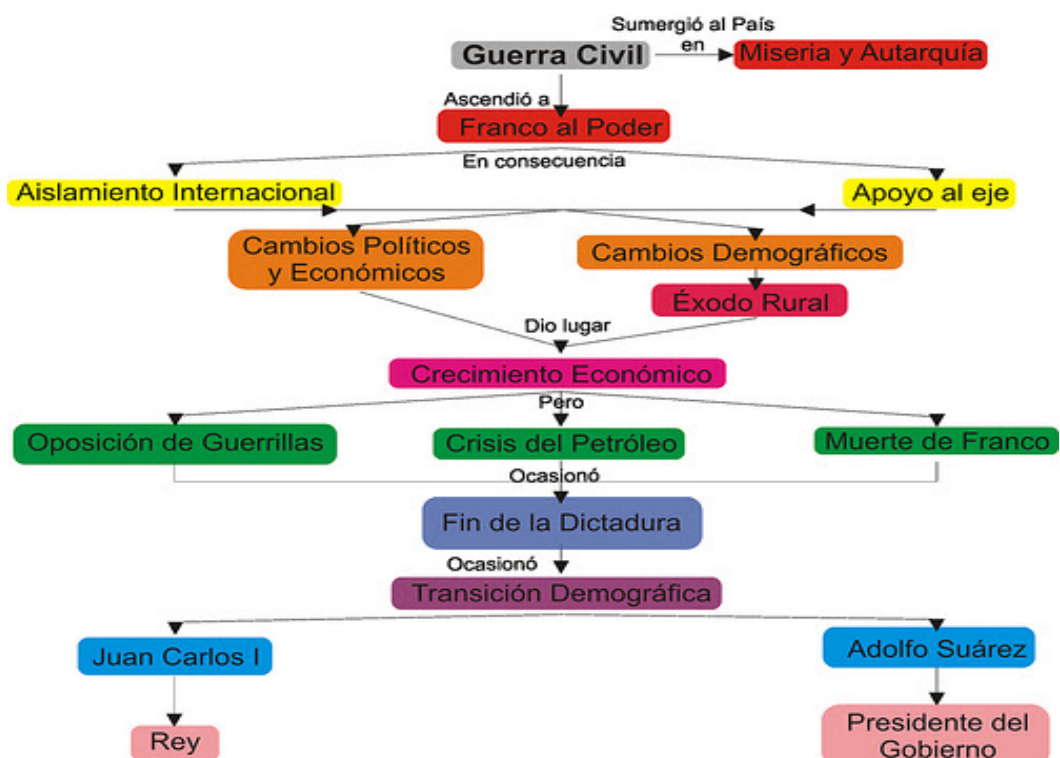 Sumergió al País
en
Guerra Civil
Miseria y Autarquía
Ascendió a
Franco al Poder
En consecuencia
Aislamiento Internacional
Apoyo al eje
Cambios Políticos
y Económicos
Cambios Demográficos
Éxodo Rural
Dio lugar
Crecimiento Económico
Pero
Oposición de Guerrillas
Crisis del Petróleo
Muerte de Franco
Ocasionó
Fin de la Dictadura
Ocasionó
Transición Demográfica
Juan Carlos I
Adolfo Suárez
Rey
Presidente del
Gobierno